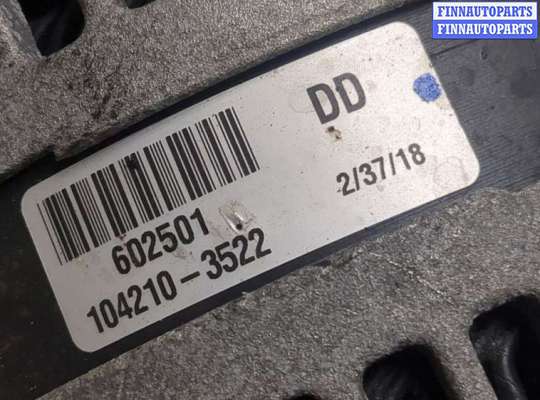 FINNAUTOPARTS
FINNAUTOPARTS
DD
2/37/18
602501
104210-3522